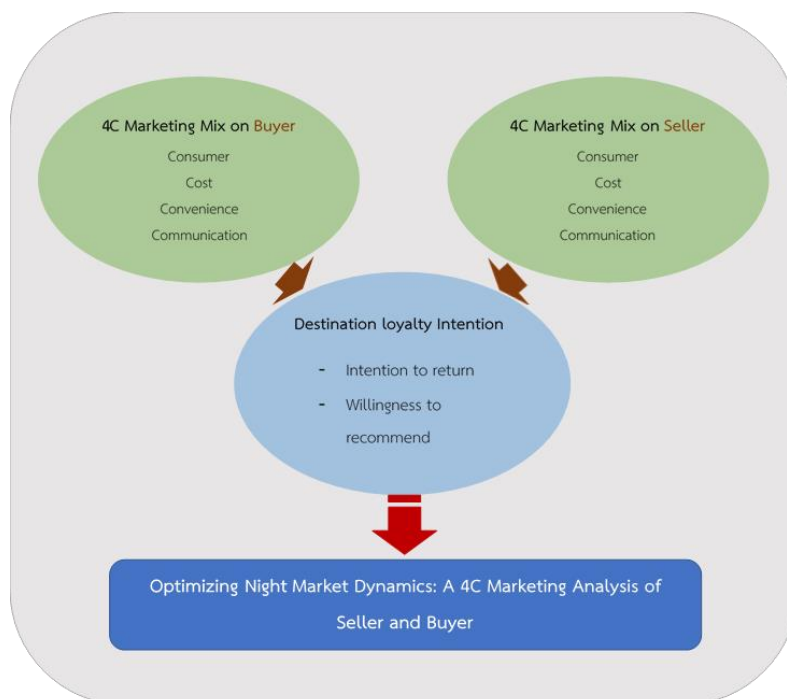 4C Marketing Mix on Buyer
Consumer
Cost
Convenience
Communication
4C Marketing Mix on Seller
Consumer
Cost
Convenience
Communication
Destination loyalty Intention
- Intention to return
- Willingness to
recommend
Optimizing Night Market Dynamics: A 4C Marketing Analysis of
Seller and Buyer